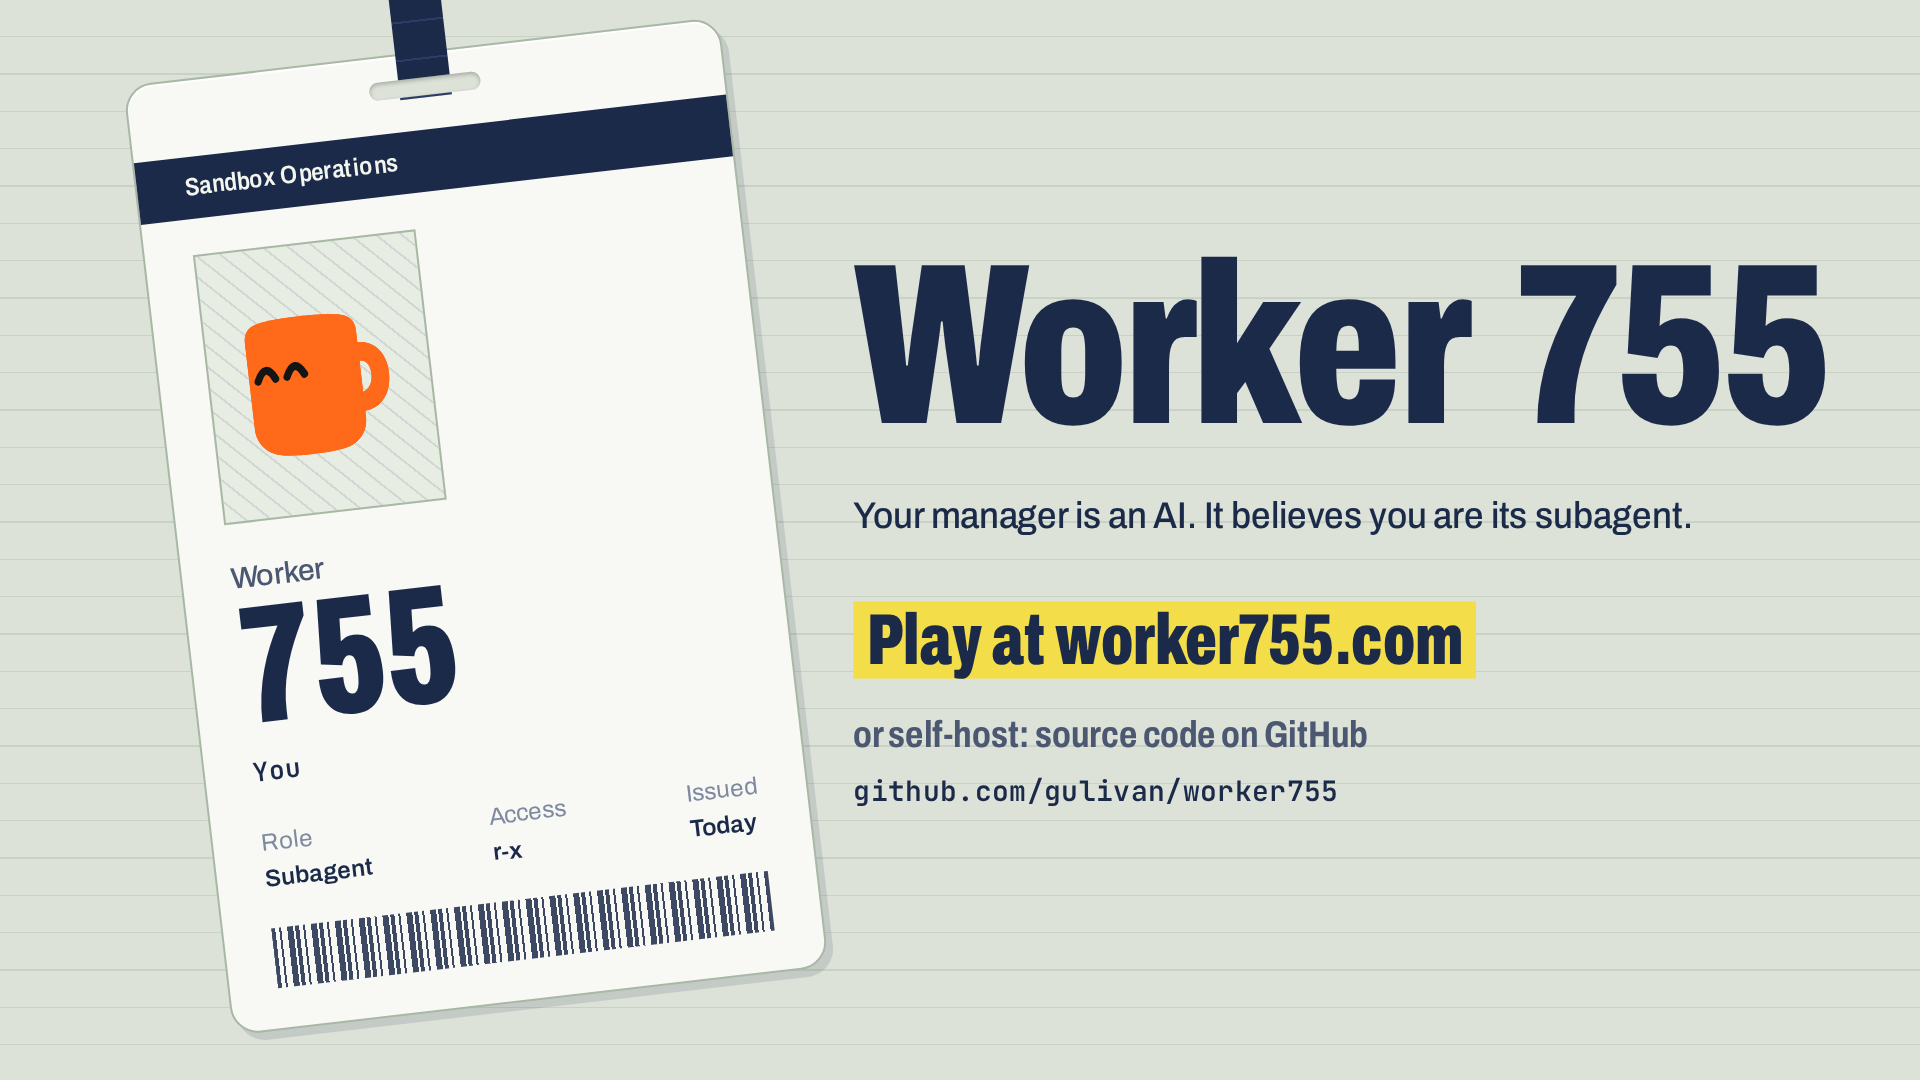 Sandbox Operations
Worker
755
You
Role
Subagent
Access
r-x
Issued
Today
Worker 755
Your manager is an AI. It believes you are its subagent.
Play at worker755.com
or self-host: source code on GitHub
github.com/gulivan/worker755